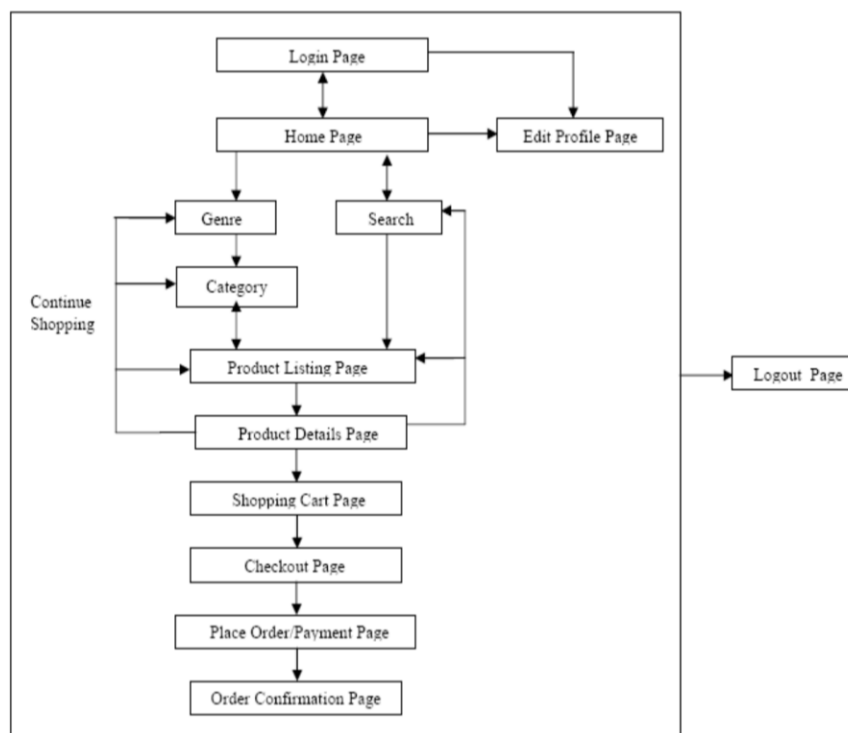 Login Page
Home Page
Edit Profile Page
Genre
Search
Category
Continue
Shopping
Product Listing Page
Logout Page
Product Details Page
Shopping Cart Page
Checkout Page
Place Order/Payment Page
Order Confirmation Page